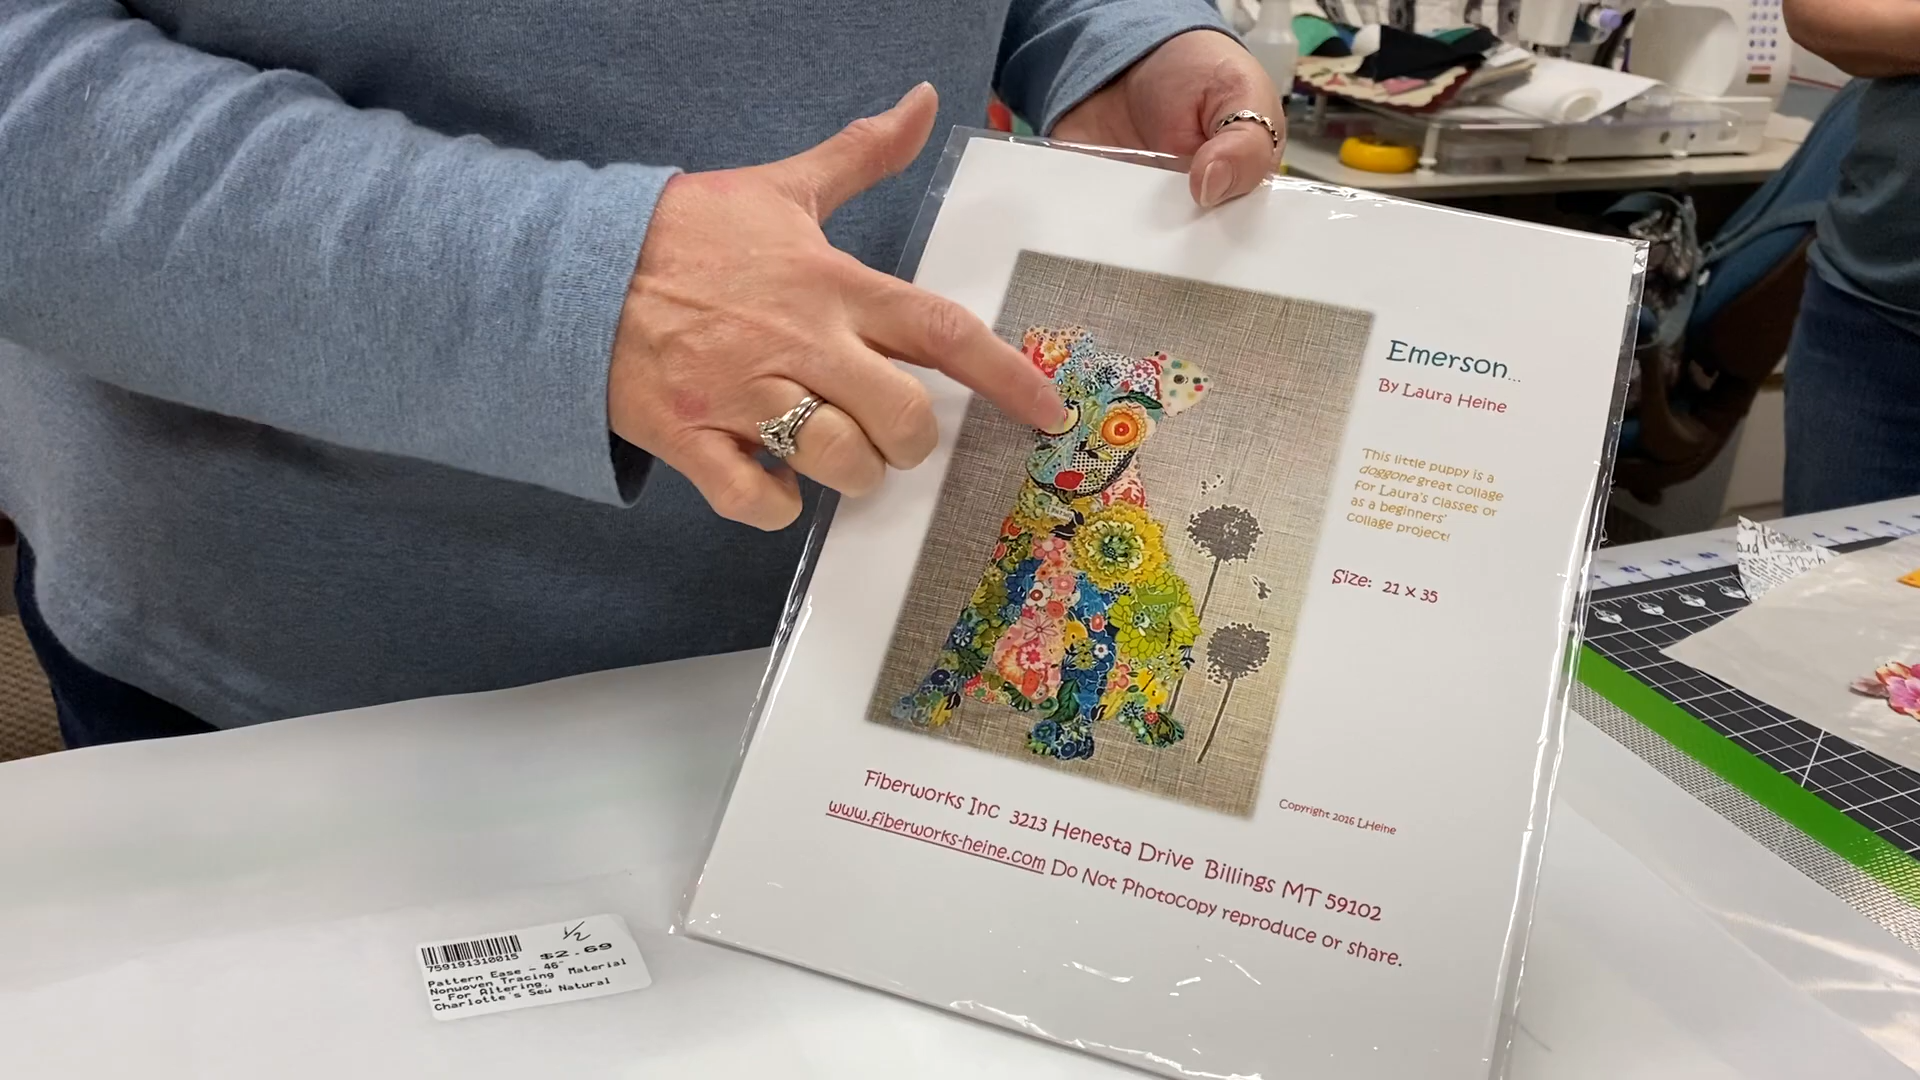 Emerson...
By Laura Heine
This little puppy is a
doggone great collage
for Laura's classes or
as a beginners'
collage project!
Size: 21 x 35
Copyright 2016 LHeine
Fiberworks Inc 3213 Henesta Drive Billings MT 59102
www.fiberworks-heine.com Do Not Photocopy reproduce or share.
1/2
759191310015 $2.69
Pattern Ease - 46"
Nonwoven Tracing Material
- For Altering.
Charlotte's Sew Natural